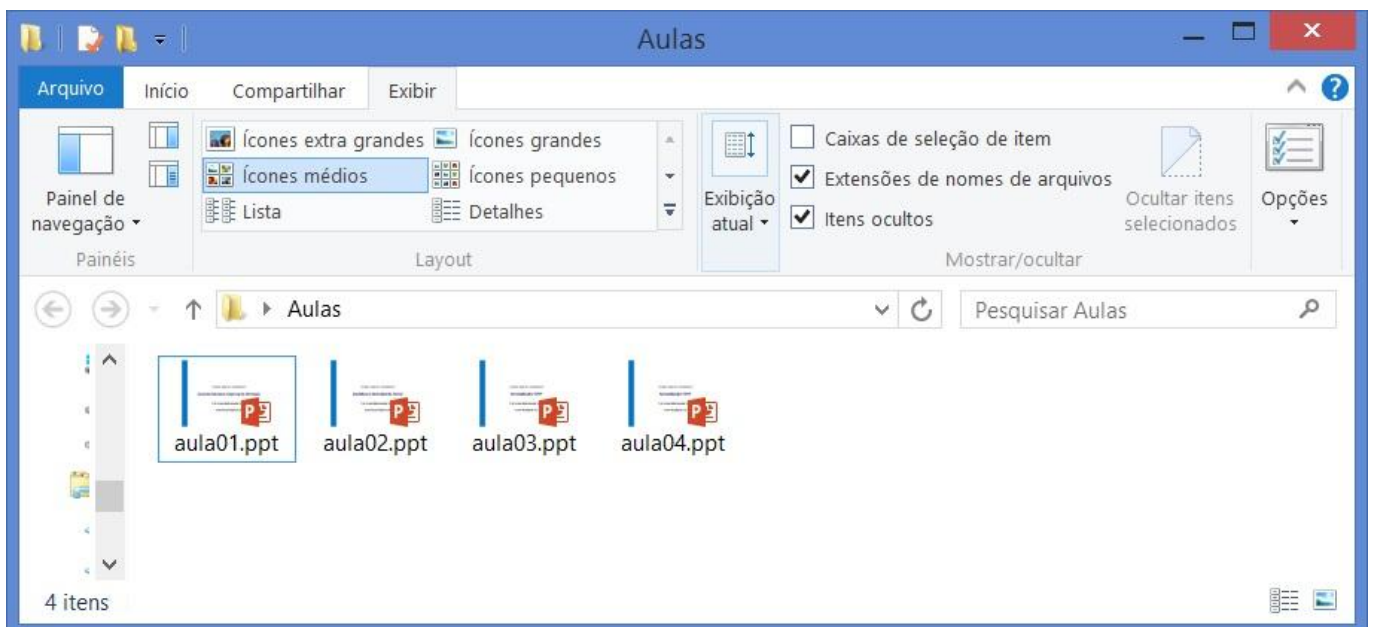 Aulas
Arquivo Início Compartilhar Exibir
Ícones extra grandes Ícones grandes
Ícones médios Ícones pequenos
Lista Detalhes
Painel de
navegação
Exibição
atual
Caixas de seleção de item
Extensões de nomes de arquivos
Itens ocultos
Ocultar itens
selecionados
Opções
Painéis Layout Mostrar/ocultar
Aulas Pesquisar Aulas
aula01.ppt aula02.ppt aula03.ppt aula04.ppt
4 itens